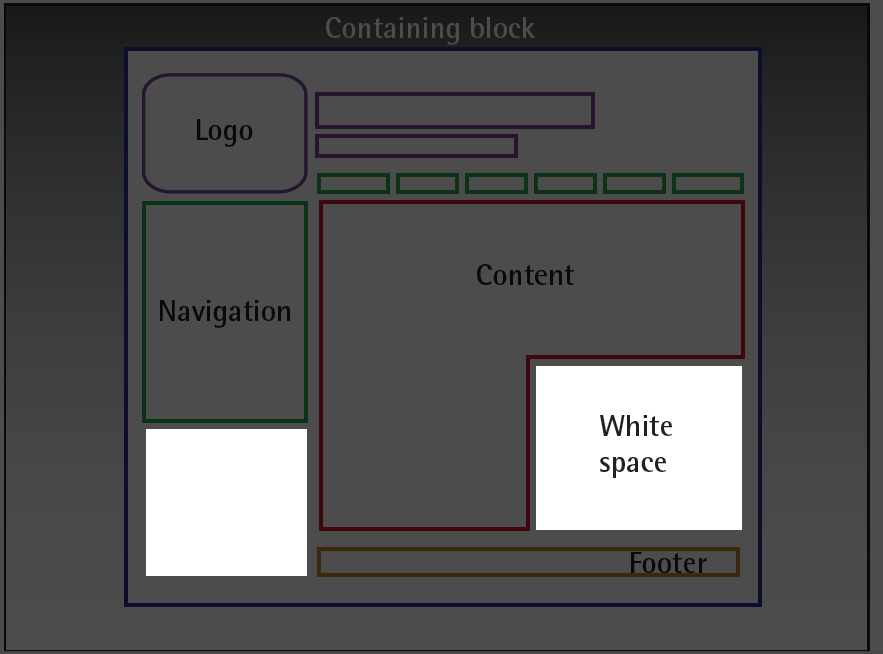 Containing block
Logo
Content
Navigation
White
space
Footer